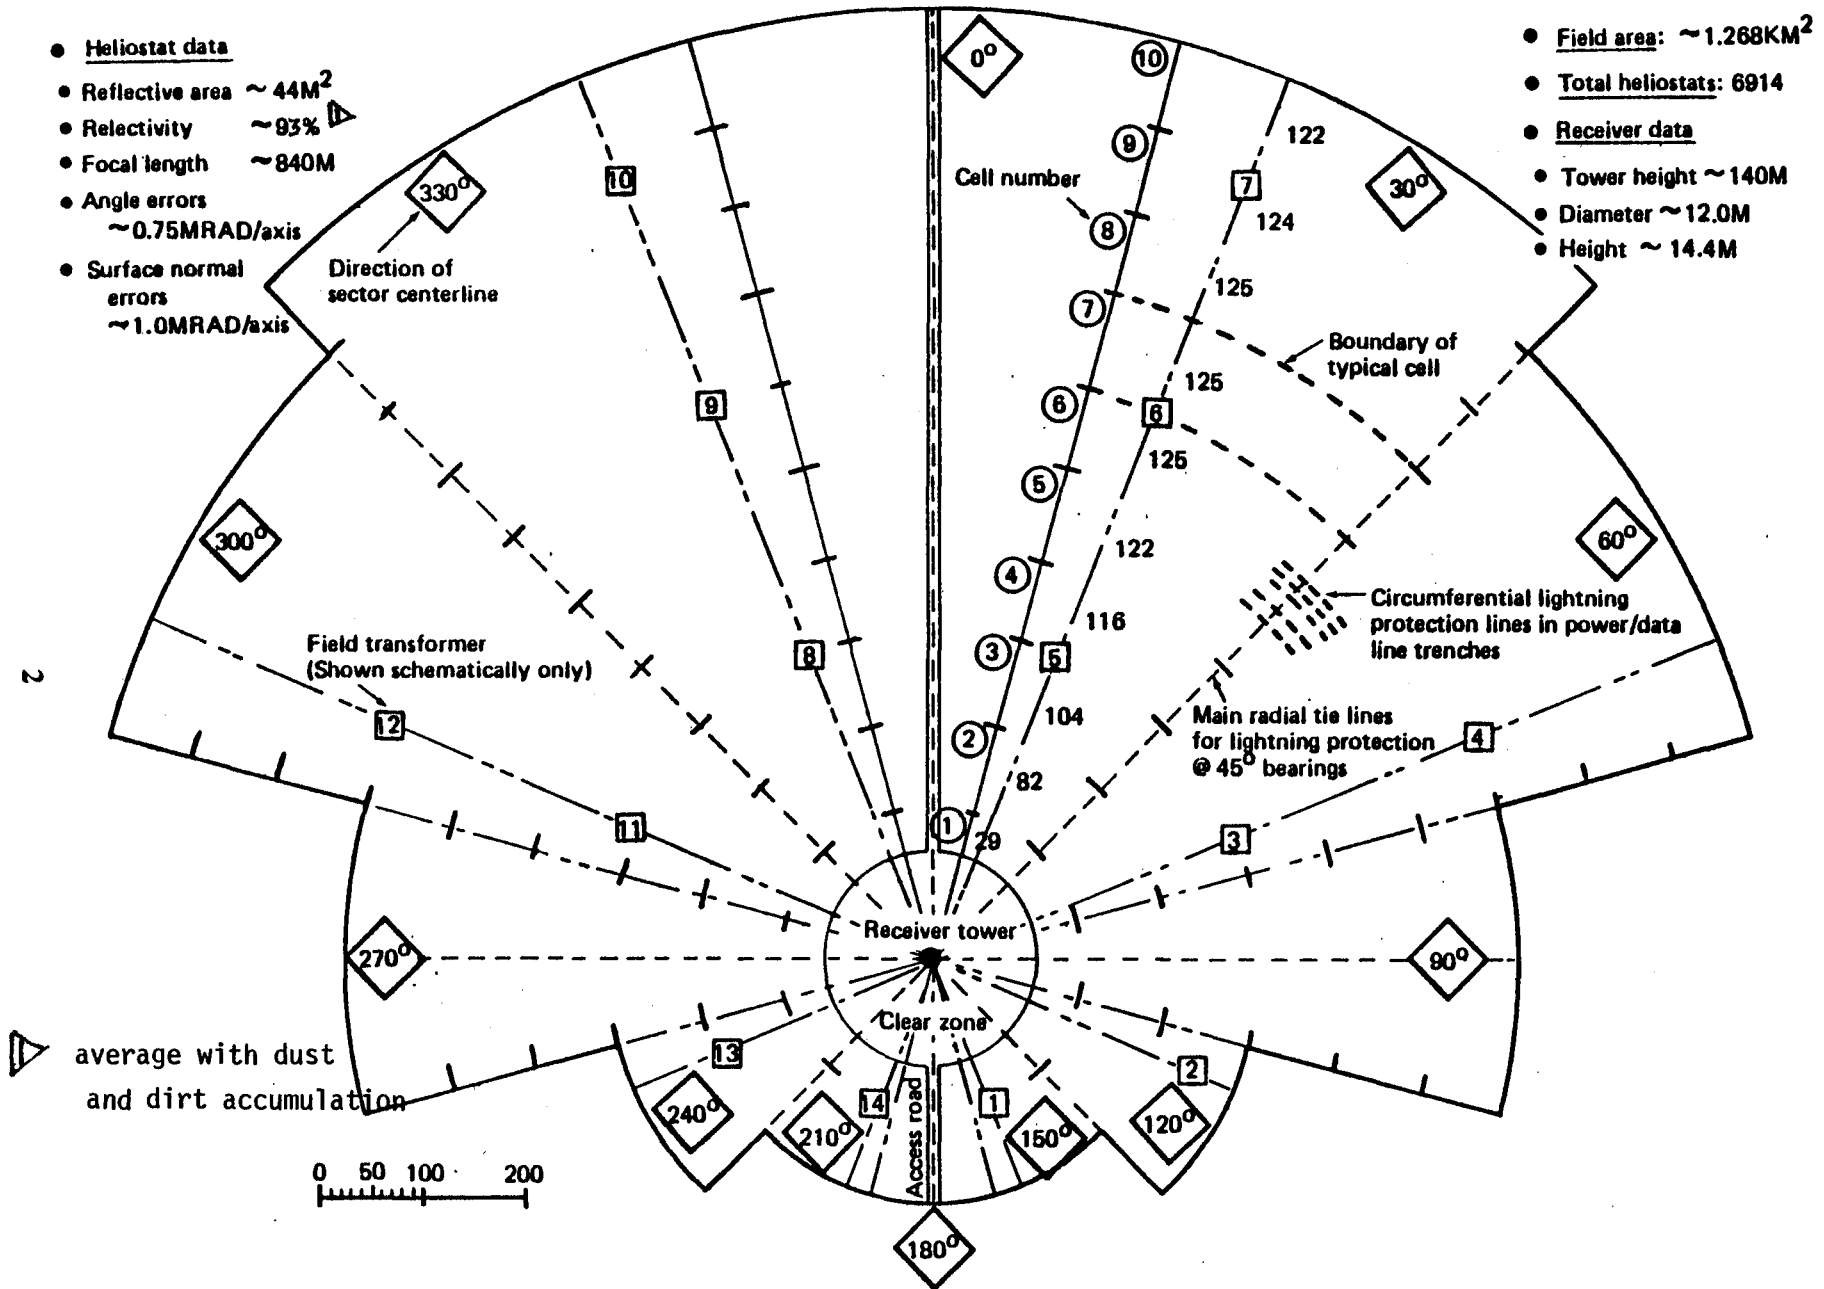 ● Heliostat data
● Reflective area ~ 44M²
● Relectivity ~93%
● Focal length ~840M
● Angle errors
~0.75MRAD/axis
● Surface normal
errors
~1.0MRAD/axis
● Field area: ~1.268KM²
● Total heliostats: 6914
● Receiver data
● Tower height ~140M
● Diameter ~12.0M
● Height ~ 14.4M
0°
30°
60°
90°
120°
150°
180°
210°
240°
270°
300°
330°
Direction of
sector centerline
Cell number
10
9
8
7
6
5
4
3
2
1
122
124
125
125
125
122
116
104
82
29
Boundary of
typical cell
Circumferential lightning
protection lines in power/data
line trenches
Main radial tie lines
for lightning protection
@ 45° bearings
Field transformer
(Shown schematically only)
10
9
8
7
6
5
12
11
4
3
13
14
1
2
Receiver tower
Clear zone
Access road
average with dust
and dirt accumulation
0 50 100 200
2